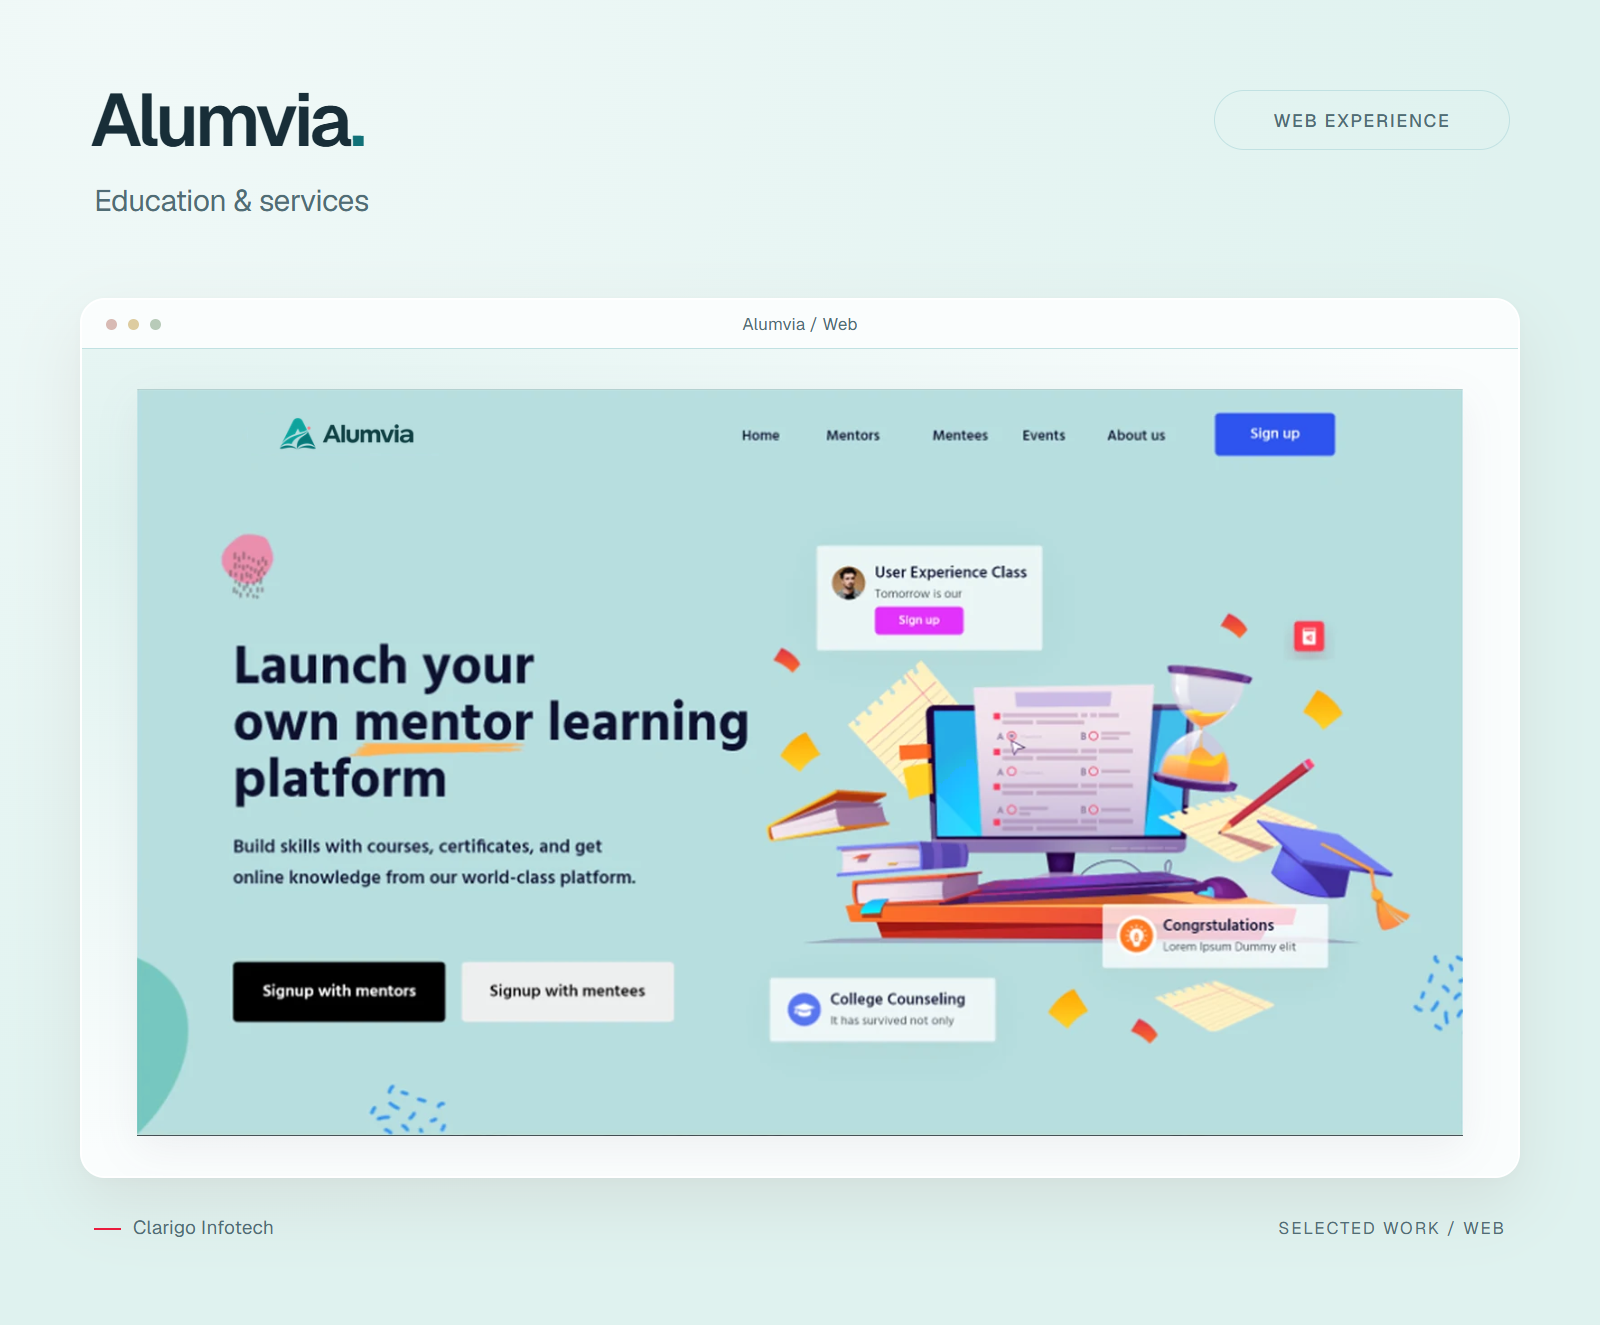 Alumvia.
WEB EXPERIENCE
Education & services
Alumvia / Web
Alumvia
Home
Mentors
Mentees
Events
About us
Sign up
User Experience Class
Tomorrow is our
Sign up
Launch your
own mentor learning
platform
Build skills with courses, certificates, and get
online knowledge from our world-class platform.
Signup with mentors
Signup with mentees
A
B
A
B
A
B
Congrstulations
Lorem Ipsum Dummy elit
College Counseling
It has survived not only
Clarigo Infotech
SELECTED WORK / WEB